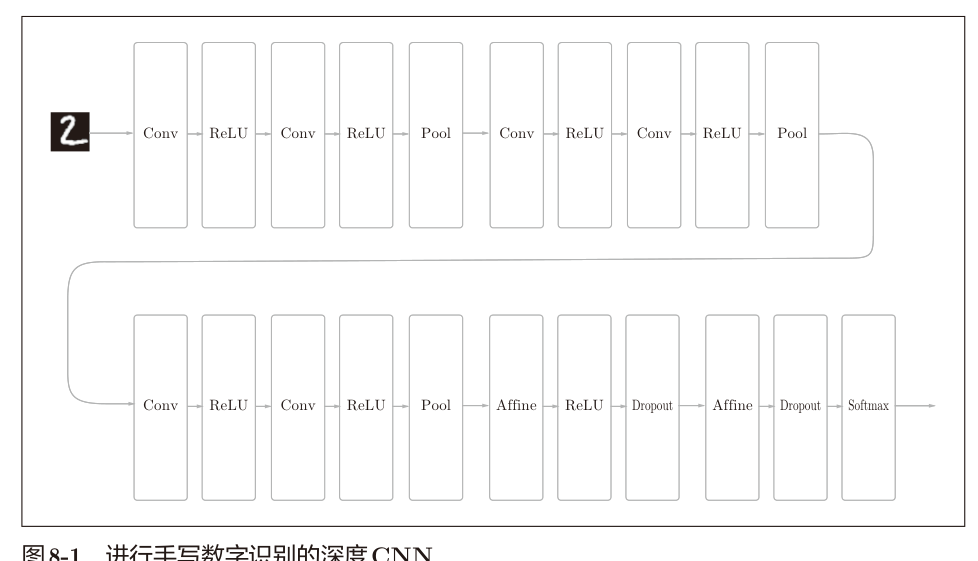 2
Conv ReLU Conv ReLU Pool Conv ReLU Conv ReLU Pool
Conv ReLU Conv ReLU Pool Affine ReLU Dropout Affine Dropout Softmax
图8-1 进行手写数字识别的深度CNN